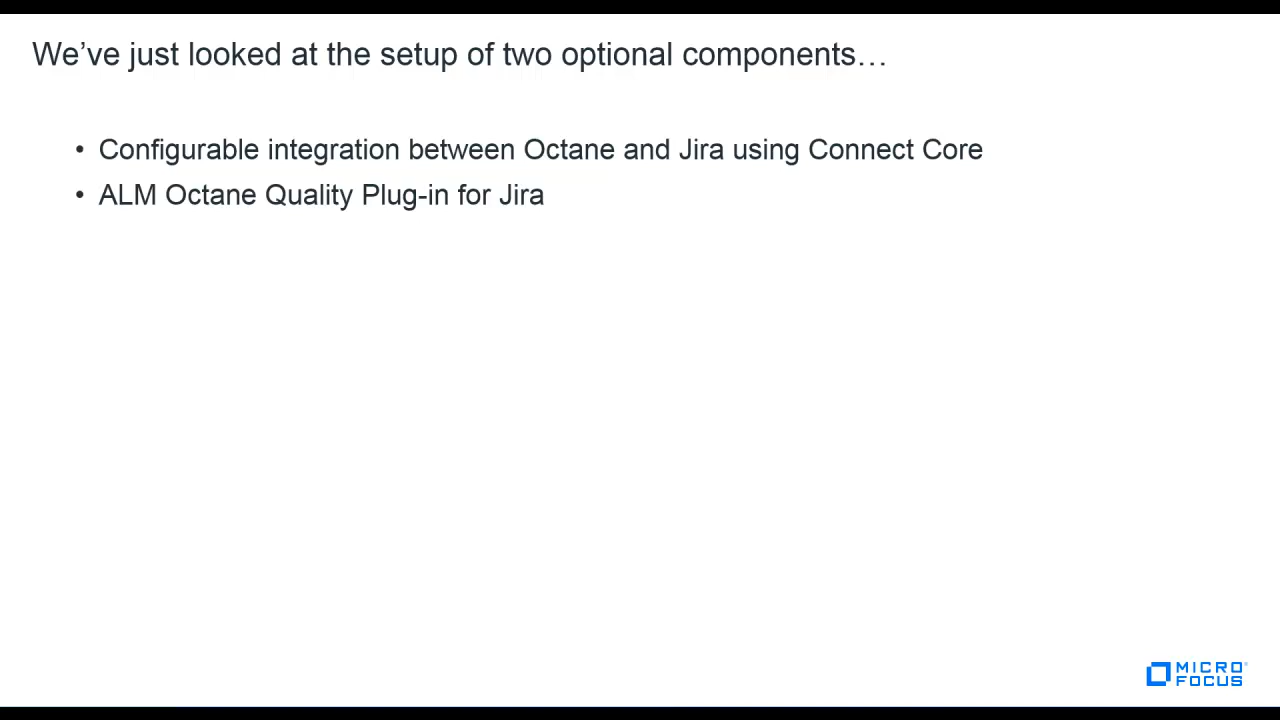 We’ve just looked at the setup of two optional components…
• Configurable integration between Octane and Jira using Connect Core
• ALM Octane Quality Plug-in for Jira
MICRO
FOCUS